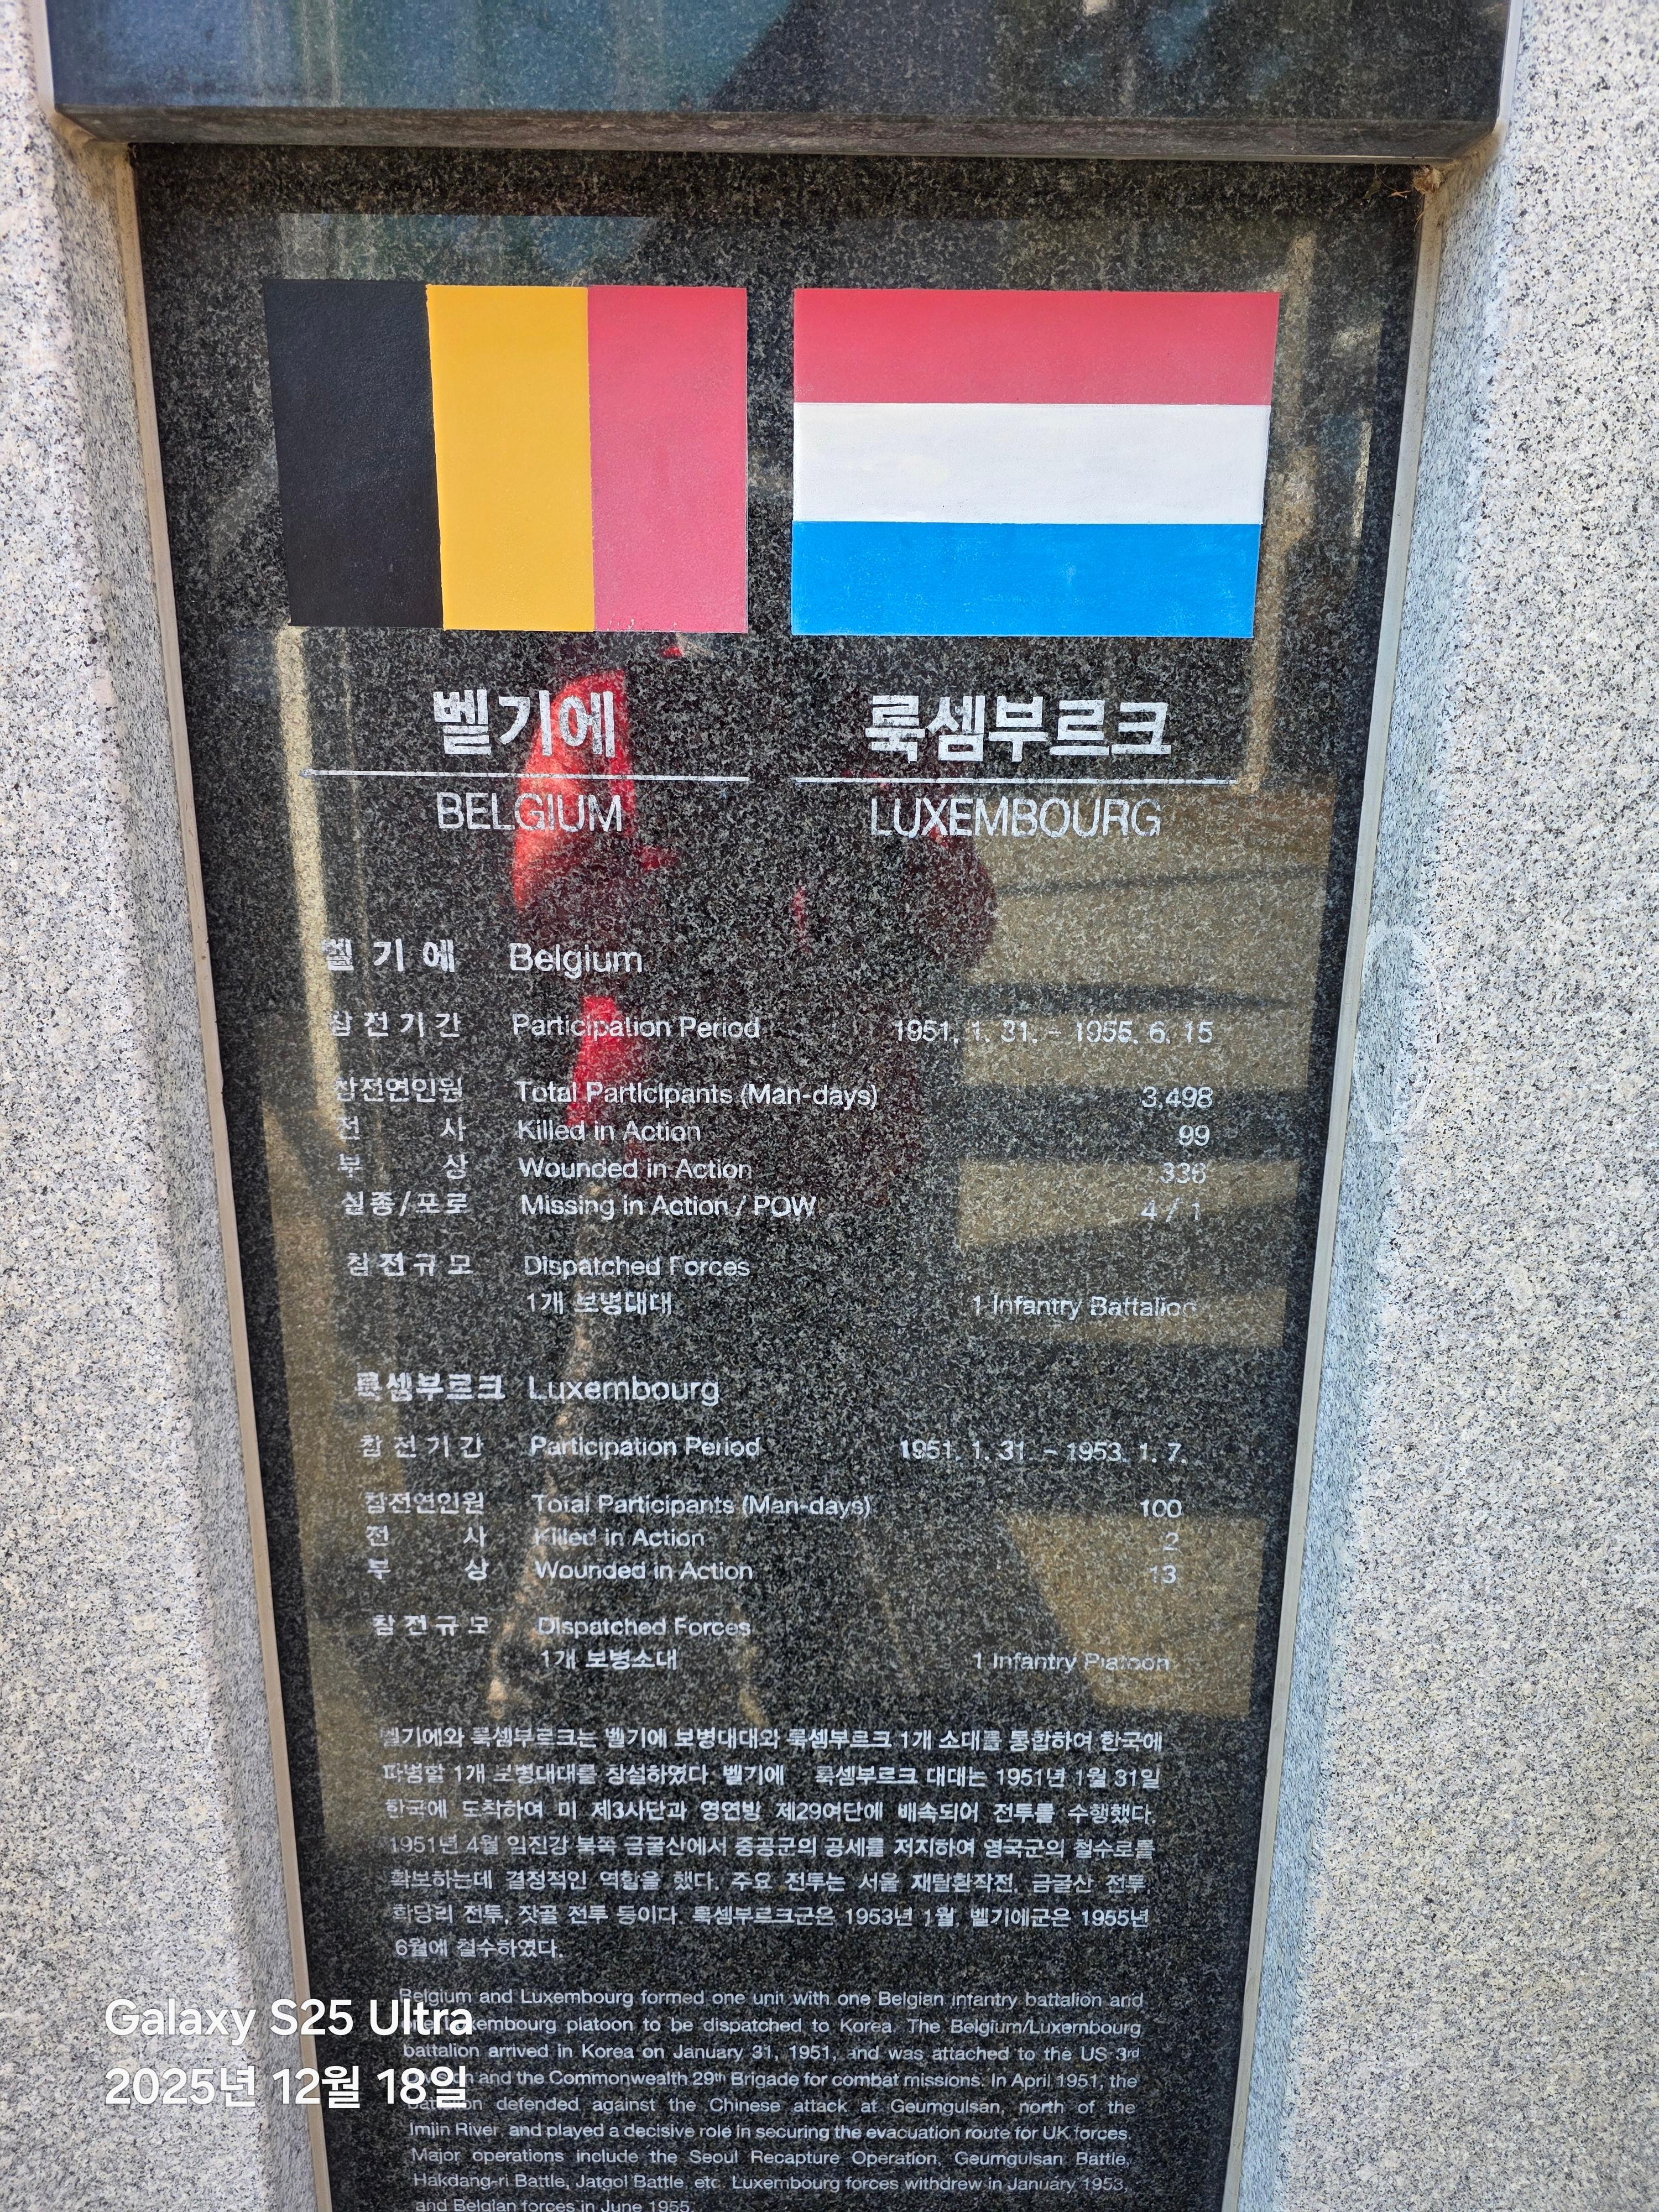 벨기에 룩셈부르크
BELGIUM LUXEMBOURG
벨기에 Belgium
참전기간 Participation Period 1951. 1. 31. ~ 1955. 6. 15
참전연인원 Total Participants (Man-days) 3,498
전 사 Killed in Action 99
부 상 Wounded in Action 336
실종/포로 Missing in Action / POW 4 / 1
참전규모 Dispatched Forces
1개 보병대대 1 Infantry Battalion
룩셈부르크 Luxembourg
참전기간 Participation Period 1951. 1. 31. ~ 1953. 1. 7.
참전연인원 Total Participants (Man-days) 100
전 사 Killed in Action 2
부 상 Wounded in Action 13
참전규모 Dispatched Forces
1개 보병소대 1 Infantry Platoon
벨기에와 룩셈부르크는 벨기에 보병대대와 룩셈부르크 1개 소대를 통합하여 한국에
파병할 1개 보병대대를 창설하였다. 벨기에 룩셈부르크 대대는 1951년 1월 31일
한국에 도착하여 미 제3사단과 영연방 제29여단에 배속되어 전투를 수행했다.
1951년 4월 임진강 북쪽 금굴산에서 중공군의 공세를 저지하여 영국군의 철수로를
확보하는데 결정적인 역할을 했다. 주요 전투는 서울 재탈환작전, 금굴산 전투,
학당리 전투, 잣골 전투 등이다. 룩셈부르크군은 1953년 1월, 벨기에군은 1955년
6월에 철수하였다.
Belgium and Luxembourg formed one unit with one Belgian infantry battalion and
platoon to be dispatched to Korea. The Belgium/Luxembourg
battalion arrived in Korea on January 31, 1951, and was attached to the US 3rd
and the Commonwealth 29th Brigade for combat missions. In April 1951, the
defended against the Chinese attack at Geumgulsan, north of the
Imjin River, and played a decisive role in securing the evacuation route for UK forces.
Major operations include the Seoul Recapture Operation, Geumgulsan Battle,
Hakdang-ri Battle, Jatgol Battle, etc. Luxembourg forces withdrew in January 1953,
and Belgian forces in June 1955.
Galaxy S25 Ultra
2025년 12월 18일